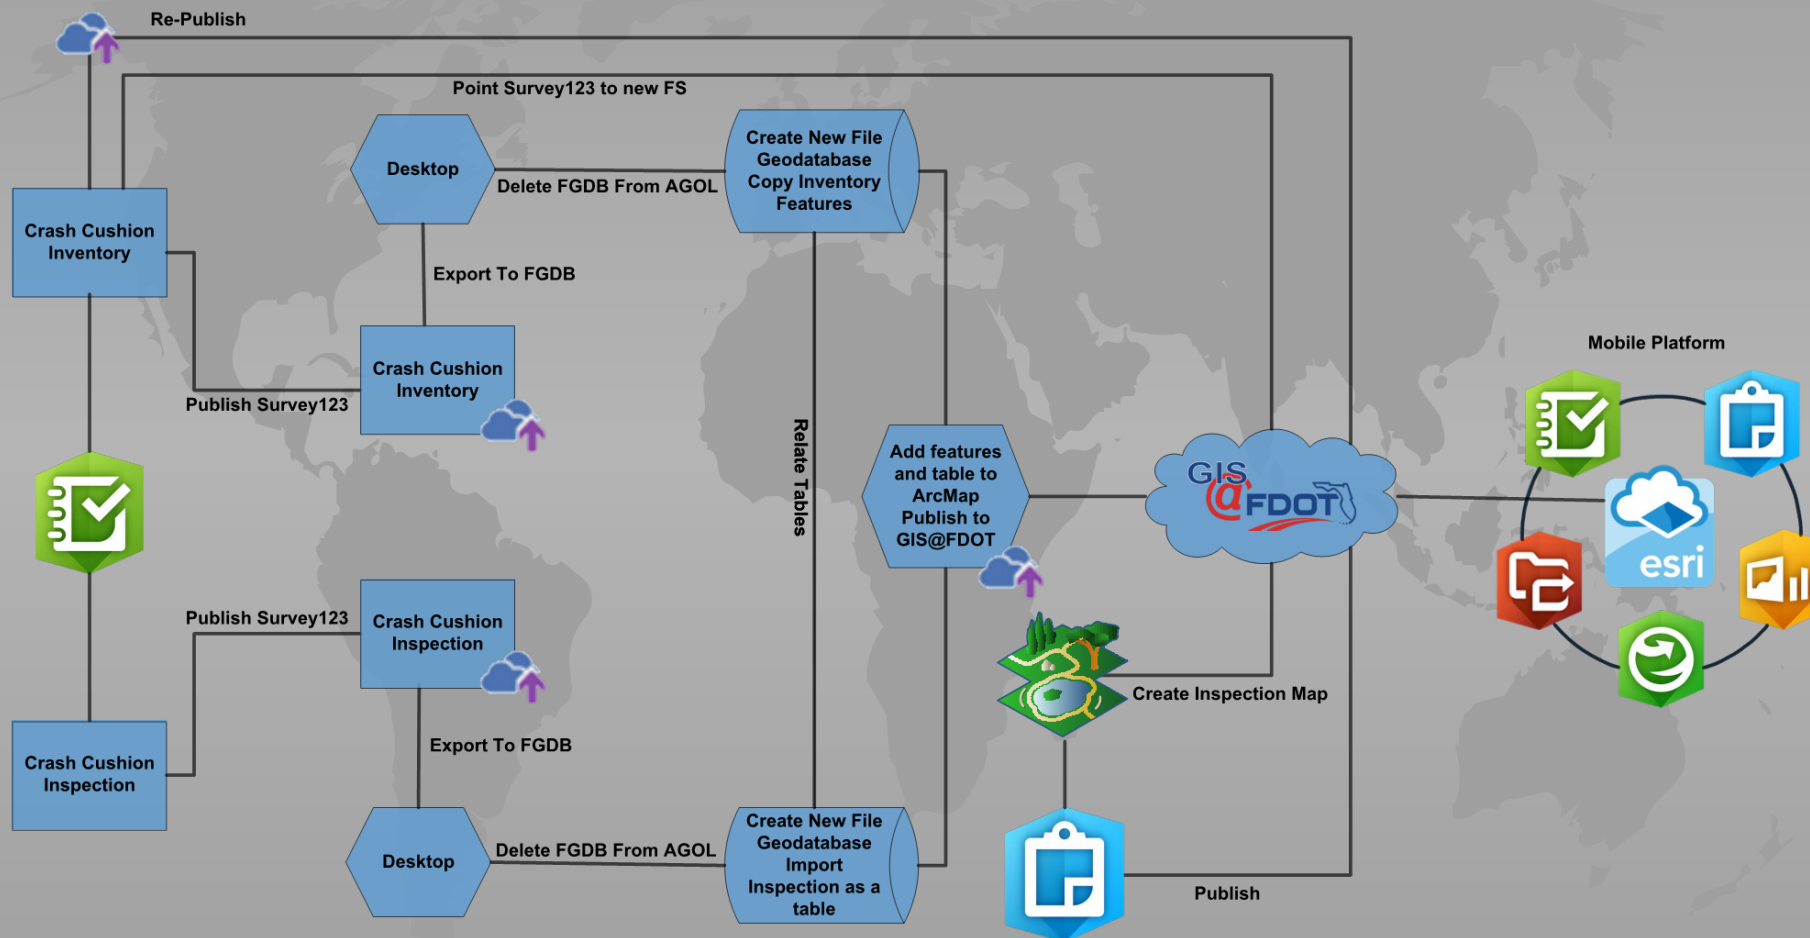 Re-Publish
Point Survey123 to new FS
Desktop
Delete FGDB From AGOL
Create New File
Geodatabase
Copy Inventory
Features
Crash Cushion
Inventory
Export To FGDB
Crash Cushion
Inventory
Publish Survey123
Mobile Platform
Relate Tables
Add features
and table to
ArcMap
Publish to
GIS@FDOT
GIS
@FDOT
esri
Publish Survey123
Crash Cushion
Inspection
Create Inspection Map
Export To FGDB
Crash Cushion
Inspection
Desktop
Delete FGDB From AGOL
Create New File
Geodatabase
Import
Inspection as a
table
Publish